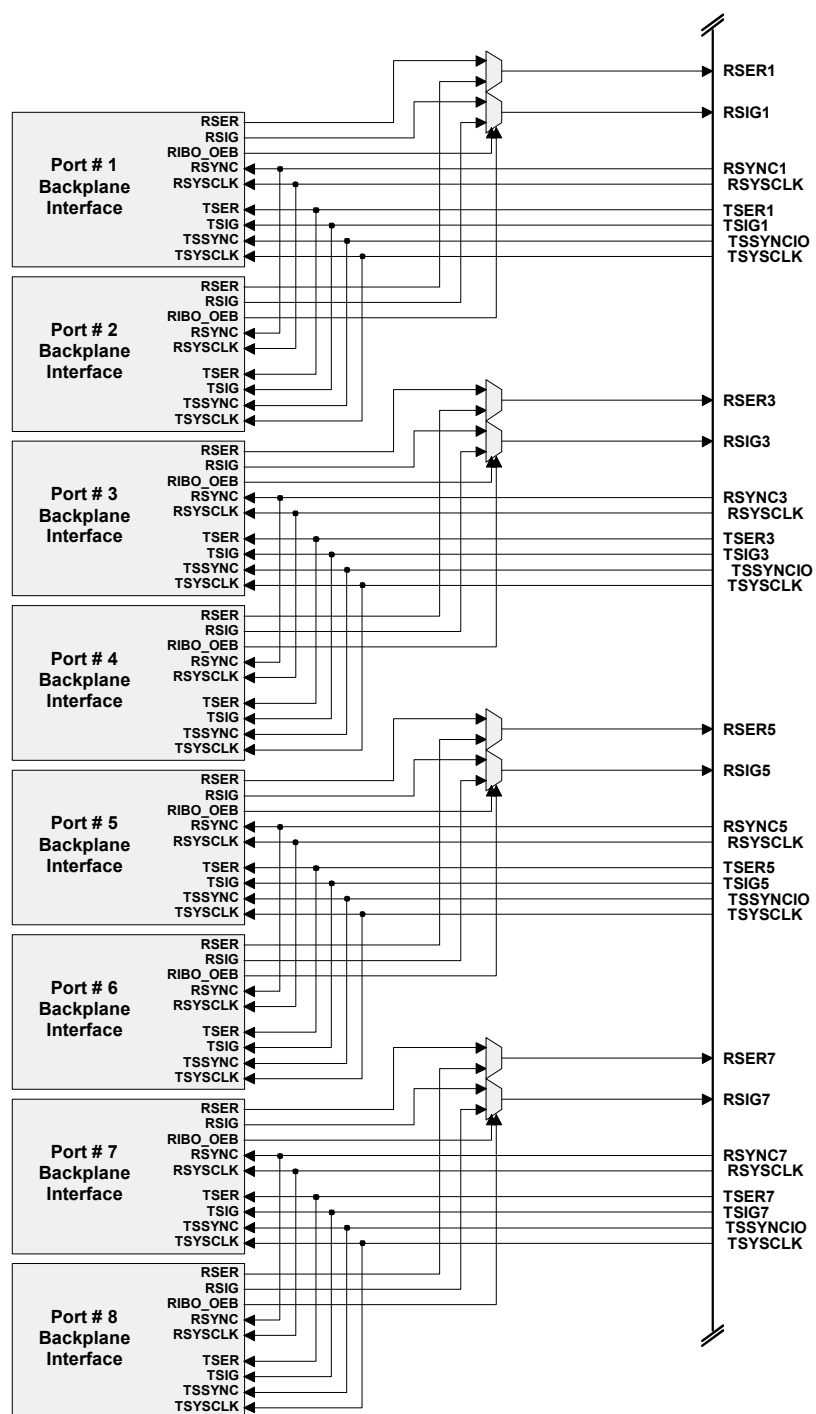 RSER1
RSIG1
Port # 1
Backplane
Interface
RSER
RSIG
RIBO_OEB
RSYNC
RSYSCLK
TSER
TSIG
TSSYNC
TSYSCLK
RSYNC1
RSYSCLK
TSER1
TSIG1
TSSYNCIO
TSYSCLK
Port # 2
Backplane
Interface
RSER
RSIG
RIBO_OEB
RSYNC
RSYSCLK
TSER
TSIG
TSSYNC
TSYSCLK
RSER3
RSIG3
Port # 3
Backplane
Interface
RSER
RSIG
RIBO_OEB
RSYNC
RSYSCLK
TSER
TSIG
TSSYNC
TSYSCLK
RSYNC3
RSYSCLK
TSER3
TSIG3
TSSYNCIO
TSYSCLK
Port # 4
Backplane
Interface
RSER
RSIG
RIBO_OEB
RSYNC
RSYSCLK
TSER
TSIG
TSSYNC
TSYSCLK
RSER5
RSIG5
Port # 5
Backplane
Interface
RSER
RSIG
RIBO_OEB
RSYNC
RSYSCLK
TSER
TSIG
TSSYNC
TSYSCLK
RSYNC5
RSYSCLK
TSER5
TSIG5
TSSYNCIO
TSYSCLK
Port # 6
Backplane
Interface
RSER
RSIG
RIBO_OEB
RSYNC
RSYSCLK
TSER
TSIG
TSSYNC
TSYSCLK
RSER7
RSIG7
Port # 7
Backplane
Interface
RSER
RSIG
RIBO_OEB
RSYNC
RSYSCLK
TSER
TSIG
TSSYNC
TSYSCLK
RSYNC7
RSYSCLK
TSER7
TSIG7
TSSYNCIO
TSYSCLK
Port # 8
Backplane
Interface
RSER
RSIG
RIBO_OEB
RSYNC
RSYSCLK
TSER
TSIG
TSSYNC
TSYSCLK